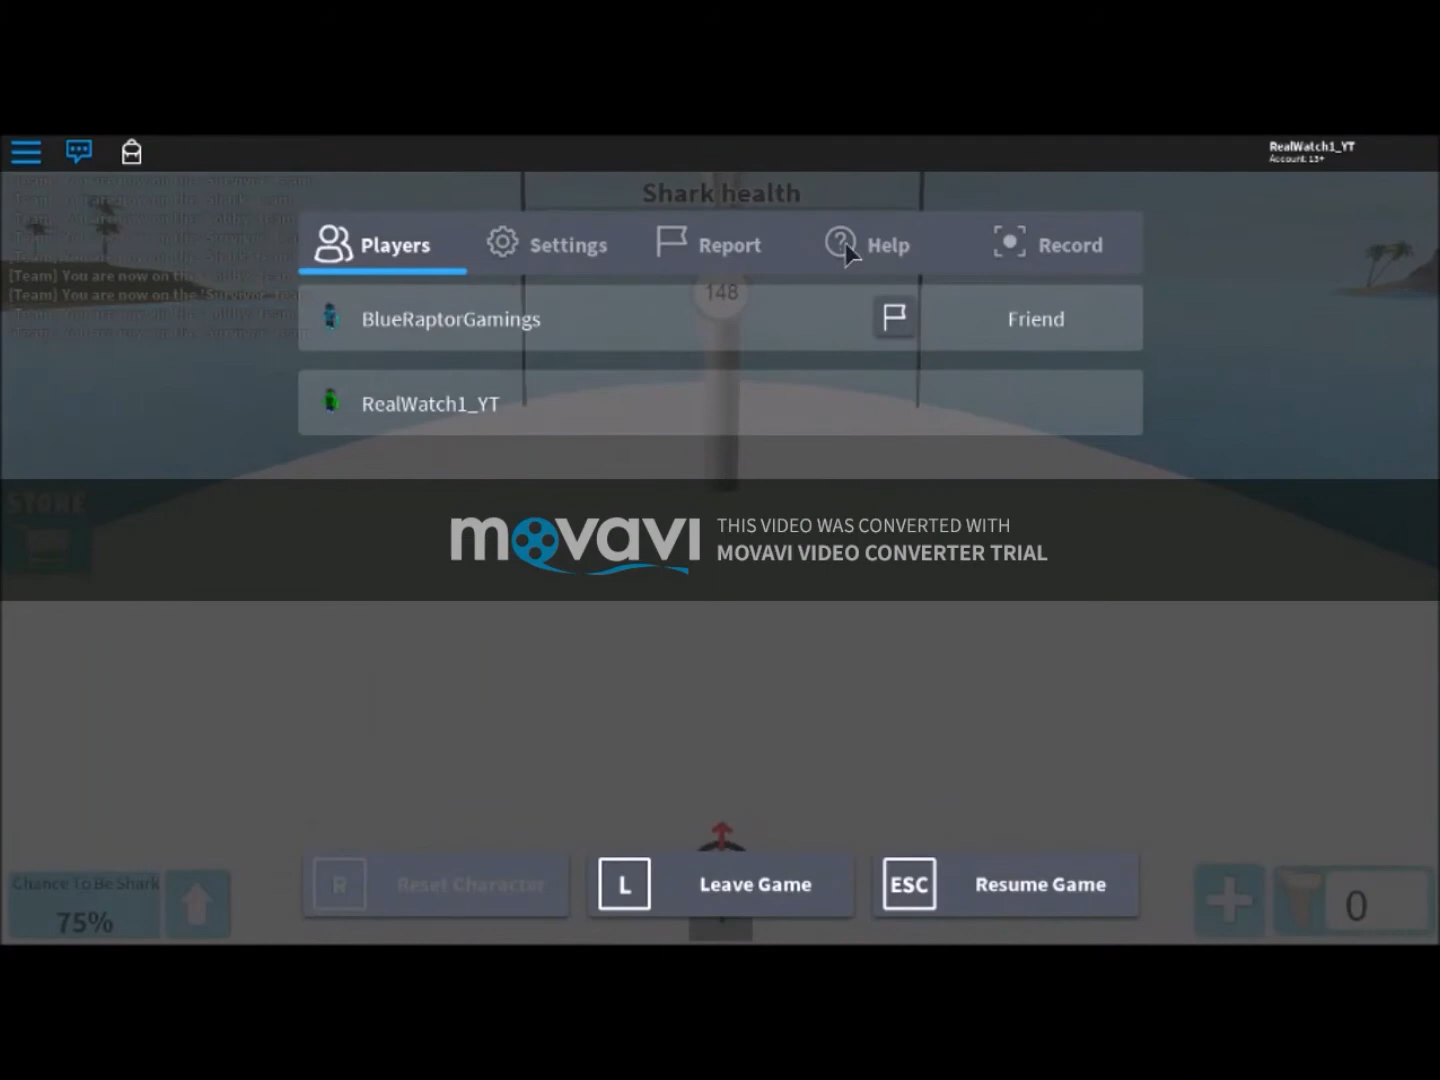 RealWatch1_YT
Account: 13+
Shark health
Players
Settings
Report
Help
Record
[Team] You are now on the
[Team] You are now on the 'Survivor' team.
148
BlueRaptorGamings
Friend
RealWatch1_YT
STORE
movavi
THIS VIDEO WAS CONVERTED WITH
MOVAVI VIDEO CONVERTER TRIAL
Chance To Be Shark
75%
R
Reset Character
L
Leave Game
ESC
Resume Game
0